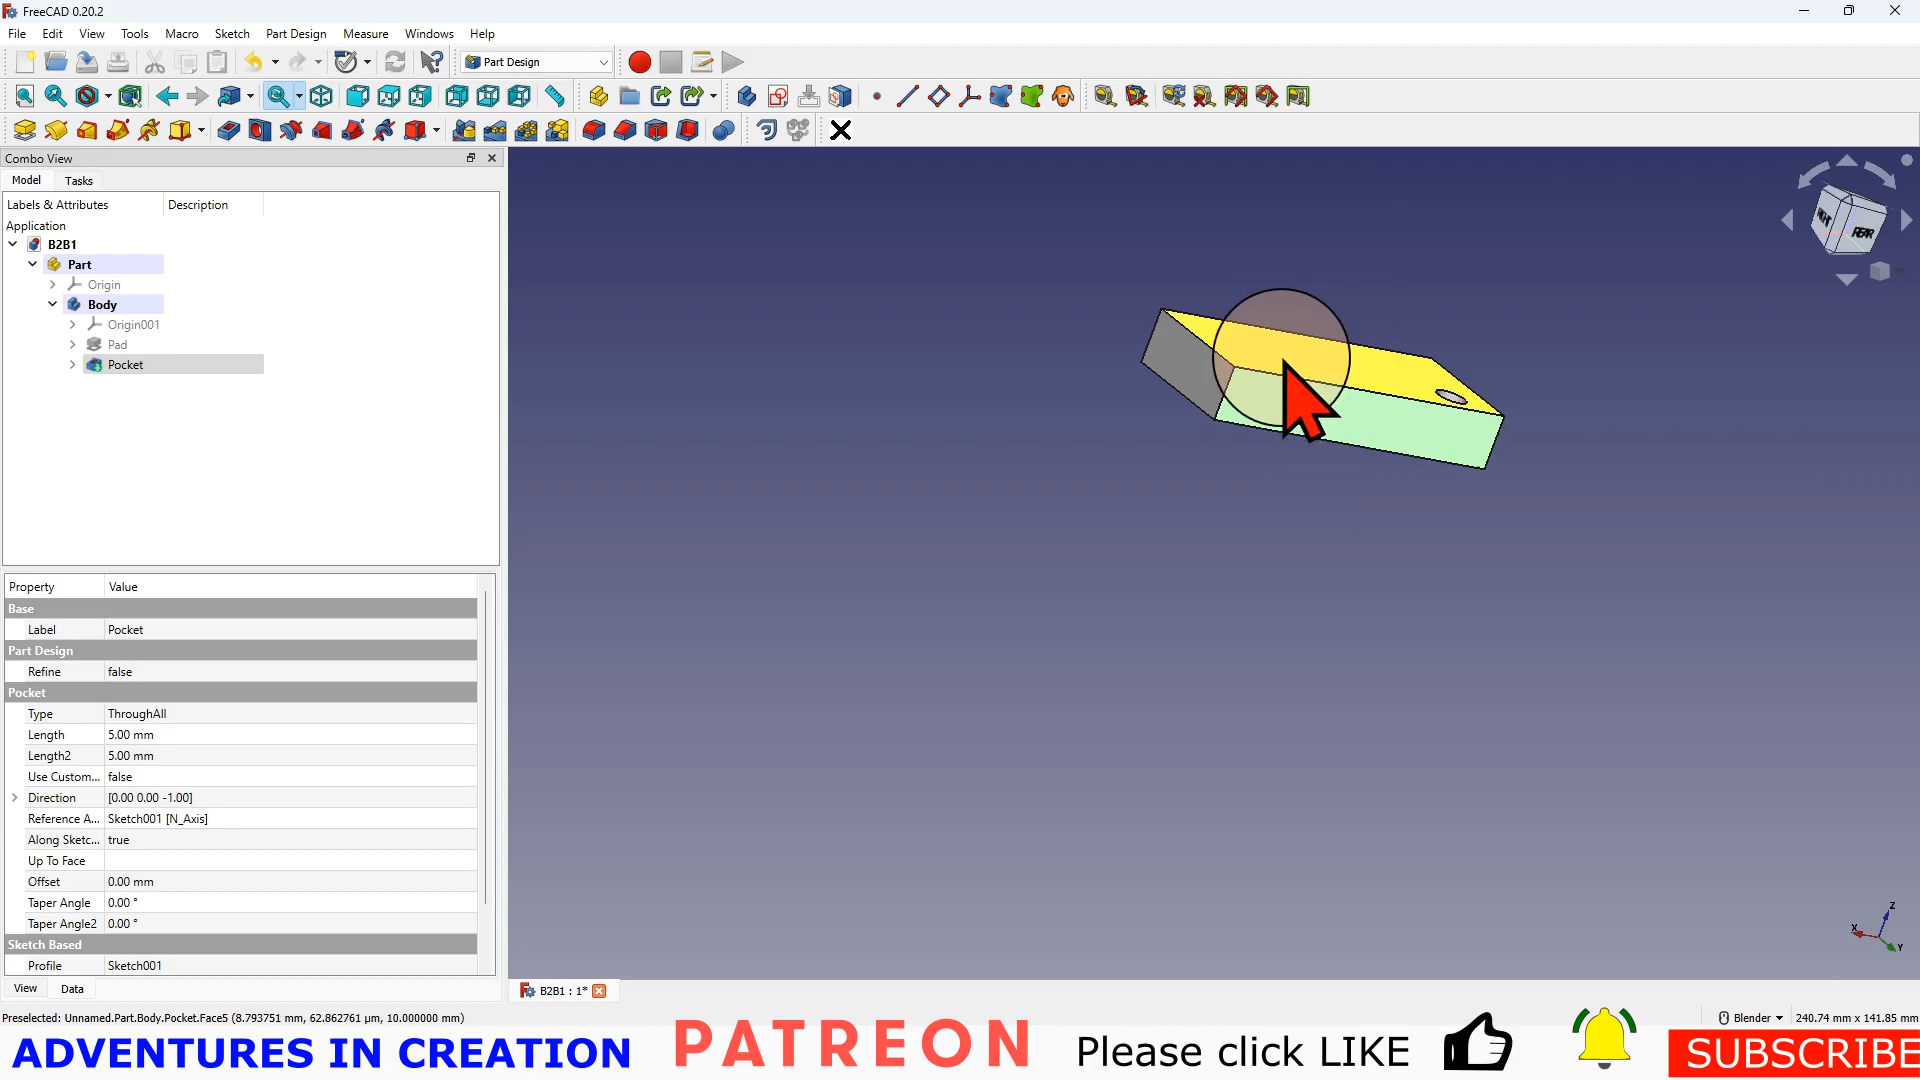 FreeCAD 0.20.2
File Edit View Tools Macro Sketch Part Design Measure Windows Help
Part Design
Combo View
Model Tasks
Labels & Attributes Description
Application
B2B1
Part
Origin
Body
Origin001
Pad
Pocket
RIGHT REAR
Property Value
Base
Label Pocket
Part Design
Refine false
Pocket
Type ThroughAll
Length 5.00 mm
Length2 5.00 mm
Use Custom... false
Direction [0.00 0.00 -1.00]
Reference A... Sketch001 [N_Axis]
Along Sketc... true
Up To Face
Offset 0.00 mm
Taper Angle 0.00 °
Taper Angle2 0.00 °
Sketch Based
Profile Sketch001
Z
X
Y
View Data
B2B1 : 1*
Preselected: Unnamed.Part.Body.Pocket.Face5 (8.793751 mm, 62.862761 µm, 10.000000 mm)
Blender 240.74 mm x 141.85 mm
ADVENTURES IN CREATION PATREON Please click LIKE SUBSCRIBE